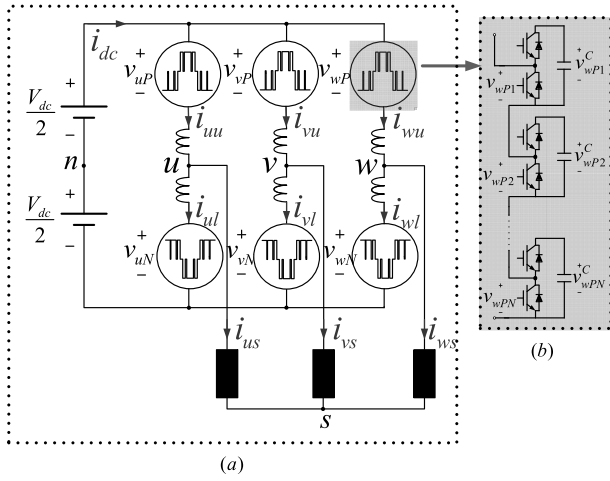 i_dc
+ v_uP −
+ v_vP −
+ v_wP −
i_uu
i_vu
i_wu
+ V_dc/2 −
n
+ V_dc/2 −
u
v
w
i_ul
i_vl
i_wl
+ v_uN −
+ v_vN −
+ v_wN −
i_us
i_vs
i_ws
s
(a)
+ v_wP1 −
+ v^C_wP1 −
+ v_wP2 −
+ v^C_wP2 −
+ v_wPN −
+ v^C_wPN −
(b)